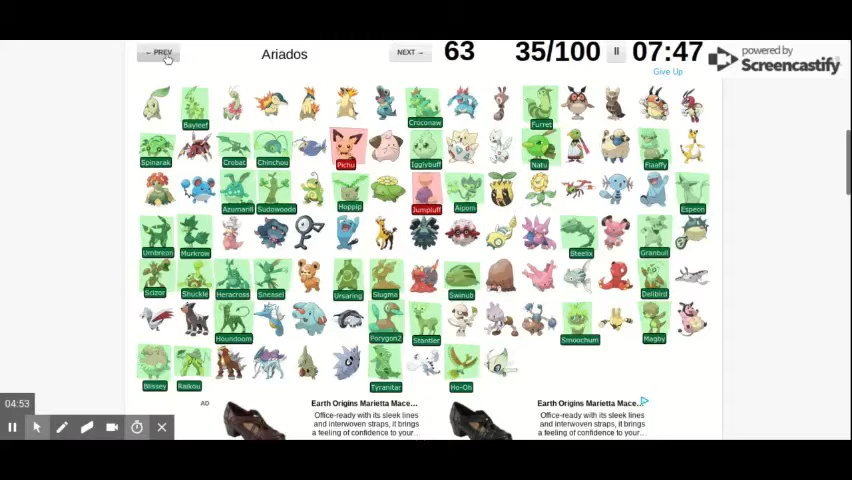 ← PREV
Ariados
NEXT →
63
35/100
07:47
Give Up
powered by
Screencastify
Bayleef
Croconaw
Furret
Spinarak
Crobat
Chinchou
Pichu
Igglybuff
Natu
Flaaffy
Azumarill
Sudowoodo
Hoppip
Jumpluff
Aipom
Espeon
Umbreon
Murkrow
Steelix
Granbull
Scizor
Shuckle
Heracross
Sneasel
Ursaring
Slugma
Swinub
Delibird
Houndoom
Porygon2
Stantler
Smoochum
Magby
Blissey
Raikou
Tyranitar
Ho-Oh
04:53
AD
Earth Origins Marietta Mace...
Office-ready with its sleek lines
and interwoven straps, it brings
a feeling of confidence to your...
Earth Origins Marietta Mace...
Office-ready with its sleek lines
and interwoven straps, it brings
a feeling of confidence to your...